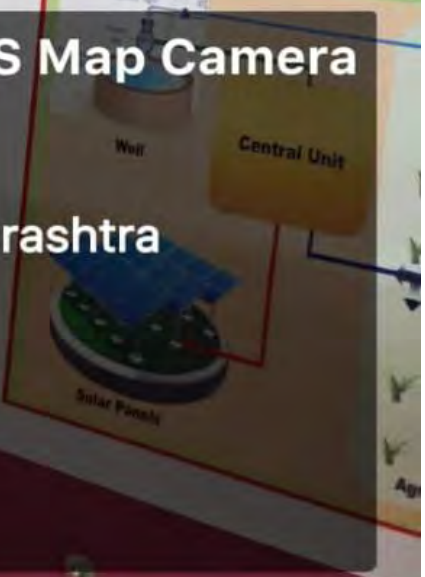 S Map Camera
Well
Central Unit
rashtra
Solar Panels
Ag